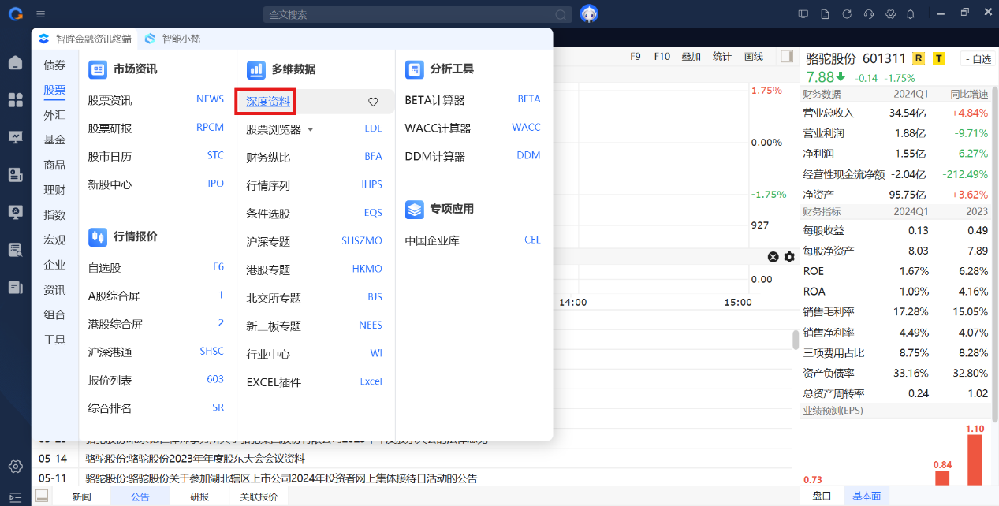 全文搜索
智眸金融资讯终端
智能小梵
债券
股票
外汇
基金
商品
理财
指数
宏观
企业
资讯
组合
工具
市场资讯
股票资讯 NEWS
股票研报 RPCM
股市日历 STC
新股中心 IPO
行情报价
自选股 F6
A股综合屏 1
港股综合屏 2
沪深港通 SHSC
报价列表 603
综合排名 SR
多维数据
深度资料
股票浏览器 EDE
财务纵比 BFA
行情序列 IHPS
条件选股 EQS
沪深专题 SHSZMO
港股专题 HKMO
北交所专题 BJS
新三板专题 NEES
行业中心 WI
EXCEL插件 Excel
分析工具
BETA计算器 BETA
WACC计算器 WACC
DDM计算器 DDM
专项应用
中国企业库 CEL
F9 F10 叠加 统计 画线
1.75%
0.00%
-1.75%
927
0.00
14:00 15:00
05-14 骆驼股份:骆驼股份2023年年度股东大会会议资料
05-11 骆驼股份:骆驼股份关于参加湖北辖区上市公司2024年投资者网上集体接待日活动的公告
新闻 公告 研报 关联报价
骆驼股份 601311 R T - 自选
7.88 -0.14 -1.75%
财务数据 2024Q1 同比增速
营业总收入 34.54亿 +4.84%
营业利润 1.88亿 -9.71%
净利润 1.55亿 -6.27%
经营性现金流净额 -2.04亿 -212.49%
净资产 95.75亿 +3.62%
财务指标 2024Q1 2023
每股收益 0.13 0.49
每股净资产 8.03 7.89
ROE 1.67% 6.28%
ROA 1.09% 4.16%
销售毛利率 17.28% 15.05%
销售净利率 4.49% 4.07%
三项费用占比 8.75% 8.28%
资产负债率 33.16% 32.80%
总资产周转率 0.24 1.02
业绩预测(EPS)
1.10
0.84
0.73
盘口 基本面